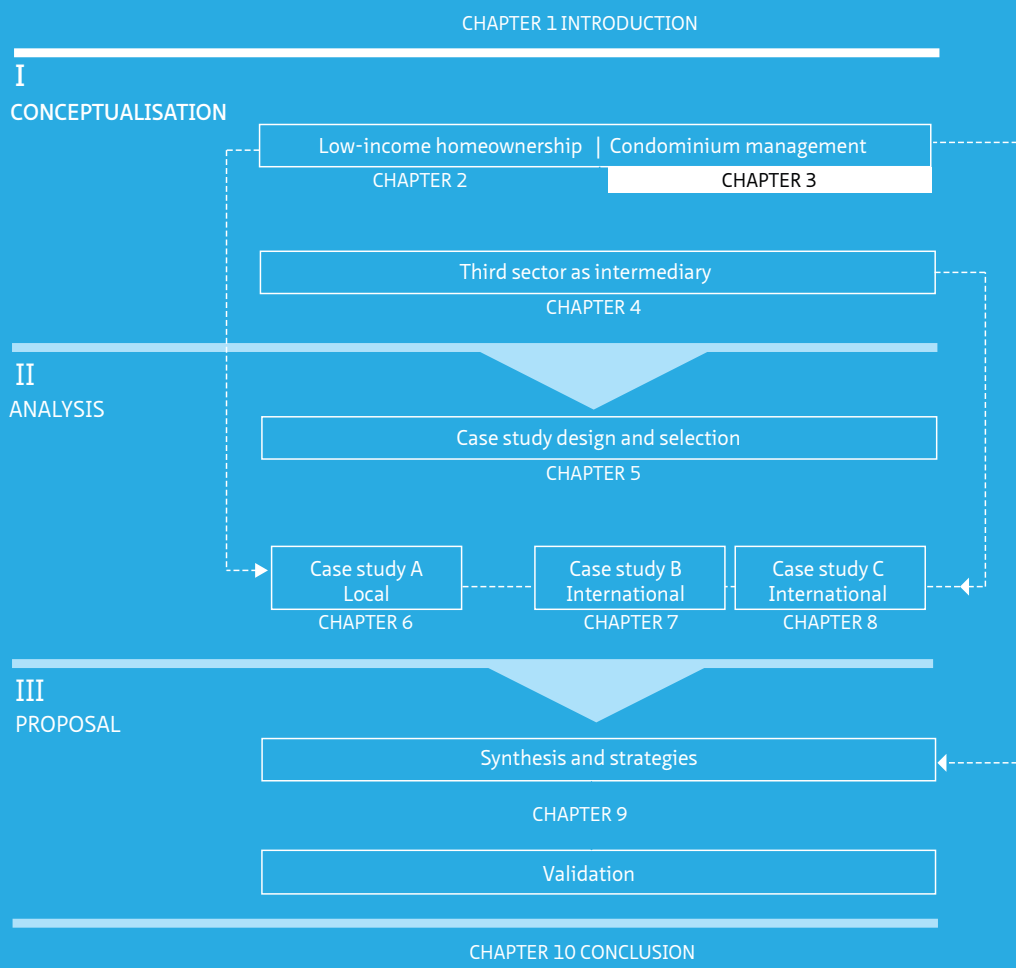 CHAPTER 1 INTRODUCTION
I
CONCEPTUALISATION
Low-income homeownership | Condominium management
CHAPTER 2
CHAPTER 3
Third sector as intermediary
CHAPTER 4
II
ANALYSIS
Case study design and selection
CHAPTER 5
Case study A
Local
CHAPTER 6
Case study B
International
CHAPTER 7
Case study C
International
CHAPTER 8
III
PROPOSAL
Synthesis and strategies
CHAPTER 9
Validation
CHAPTER 10 CONCLUSION